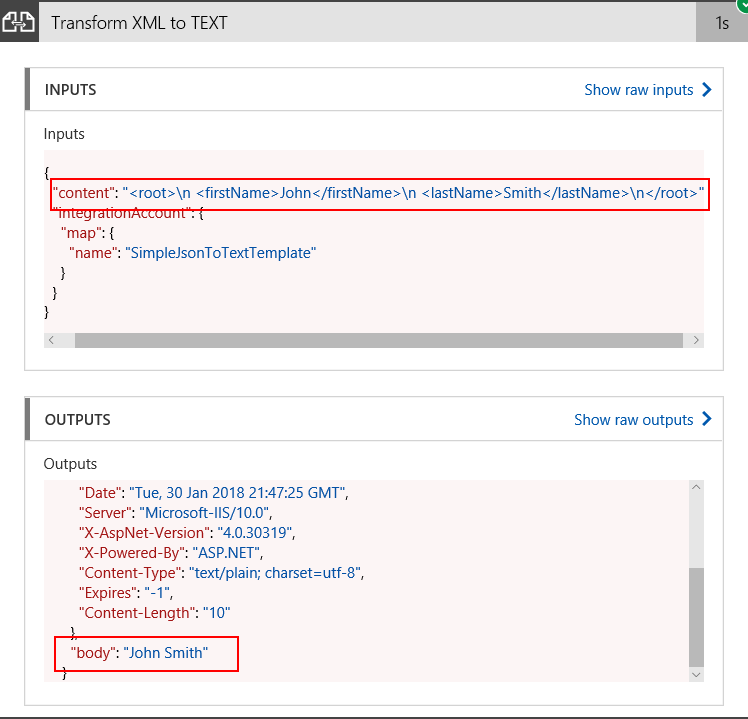 Transform XML to TEXT
1s
INPUTS
Show raw inputs
Inputs
{
"content": "<root>\n <firstName>John</firstName>\n <lastName>Smith</lastName>\n</root>"
"integrationAccount": {
"map": {
"name": "SimpleJsonToTextTemplate"
}
}
}
OUTPUTS
Show raw outputs
Outputs
"Date": "Tue, 30 Jan 2018 21:47:25 GMT",
"Server": "Microsoft-IIS/10.0",
"X-AspNet-Version": "4.0.30319",
"X-Powered-By": "ASP.NET",
"Content-Type": "text/plain; charset=utf-8",
"Expires": "-1",
"Content-Length": "10"
},
"body": "John Smith"
}